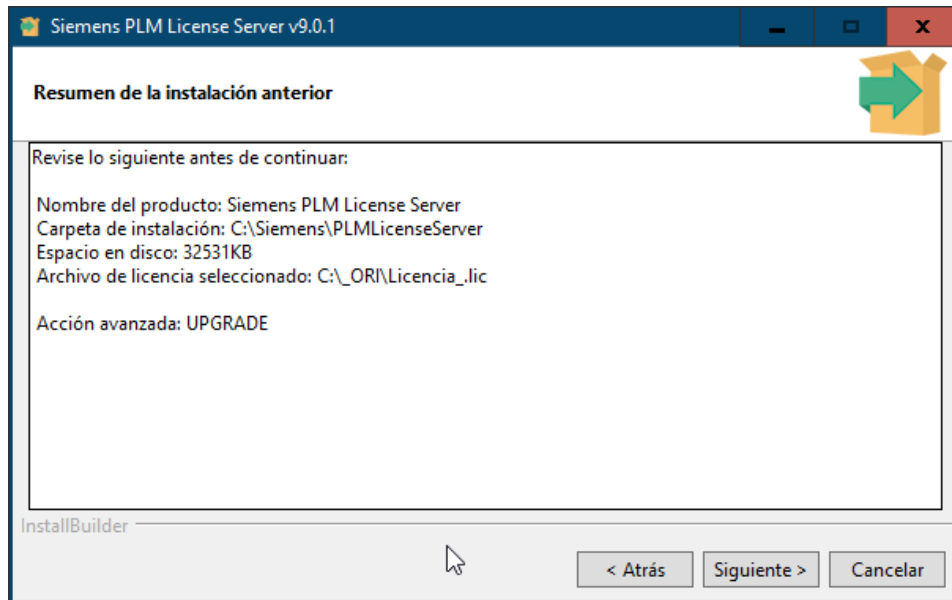 Siemens PLM License Server v9.0.1
Resumen de la instalación anterior
Revise lo siguiente antes de continuar:
Nombre del producto: Siemens PLM License Server
Carpeta de instalación: C:\Siemens\PLMLicenseServer
Espacio en disco: 32531KB
Archivo de licencia seleccionado: C:\_ORI\Licencia_.lic
Acción avanzada: UPGRADE
InstallBuilder
< Atrás Siguiente > Cancelar